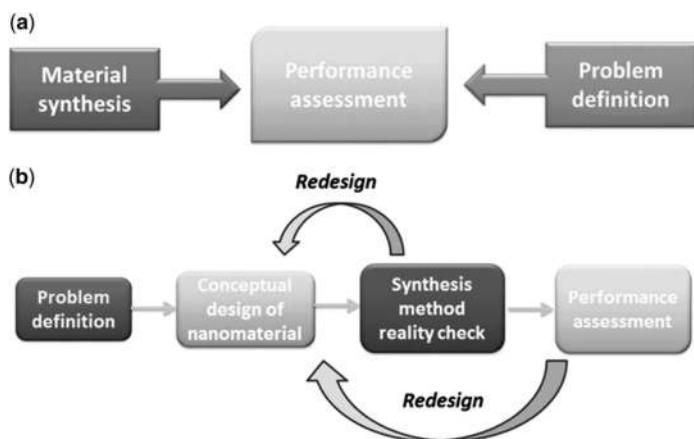 (a)
Material
synthesis
Performance
assessment
Problem
definition
(b)
Redesign
Problem
definition
Conceptual
design of
nanomaterial
Synthesis
method
reality check
Performance
assessment
Redesign